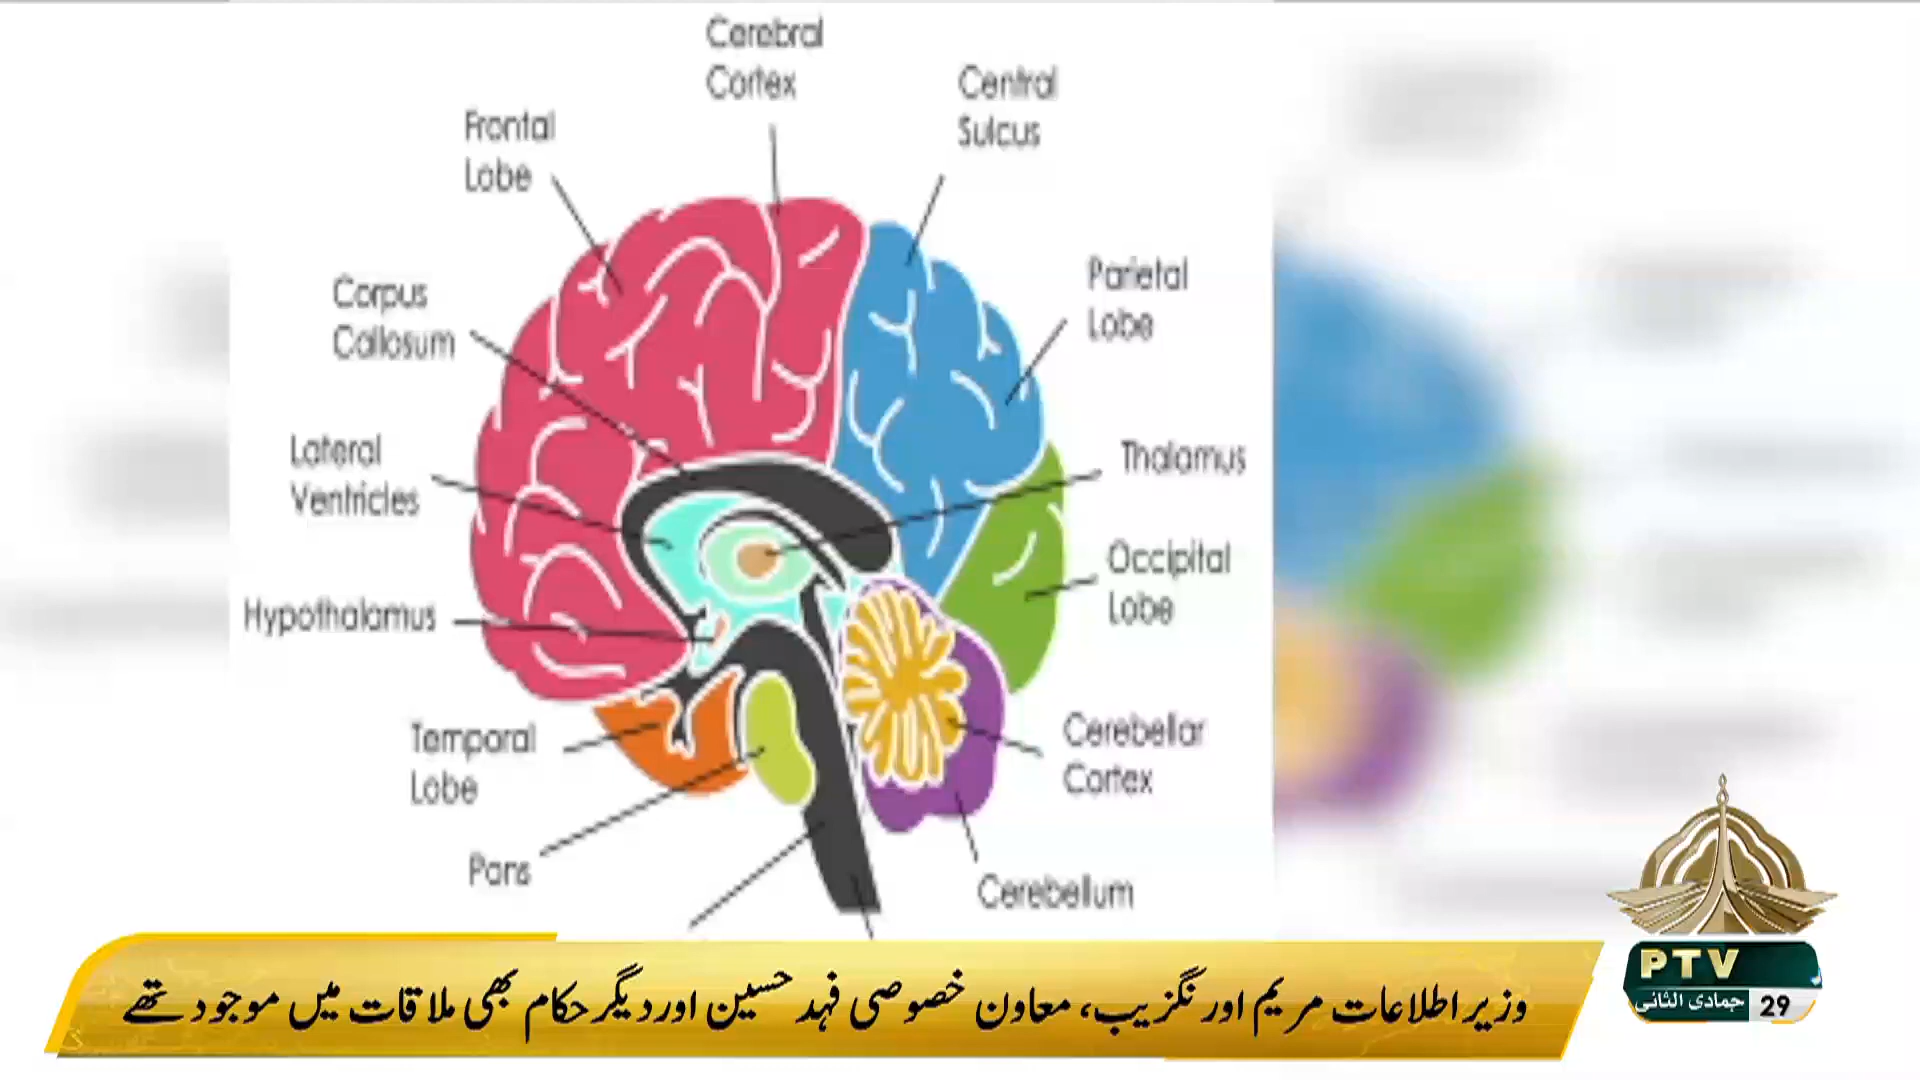 Cerebral
Cortex
Central
Sulcus
Frontal
Lobe
Parietal
Lobe
Corpus
Callosum
Lateral
Ventricles
Thalamus
Occipital
Lobe
Hypothalamus
Temporal
Lobe
Cerebellar
Cortex
Pons
Cerebellum
وزیر اطلاعات مریم اورنگزیب، معاون خصوصی فہد حسین اور دیگر حکام بھی ملاقات میں موجود تھے
PTV
29 جمادی الثانی